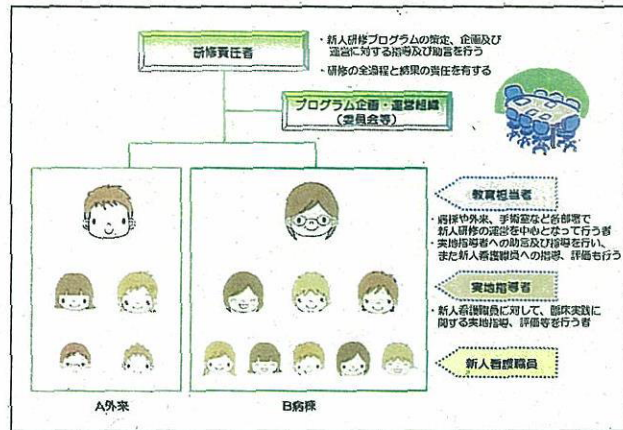 研修責任者
・新人研修プログラムの策定、企画及び
運営に対する指導及び助言を行う
・研修の全過程と結果の責任を有する
プログラム企画・運営組織
(委員会等)
教育担当者
・病棟や外来、手術室など各部署で
新人研修の運営を中心となって行う者
・実地指導者への助言及び指導を行い、
また新人看護職員への指導、評価も行う
実地指導者
・新人看護職員に対して、臨床実践に
関する実地指導、評価等を行う者
新人看護職員
A外来
B病棟